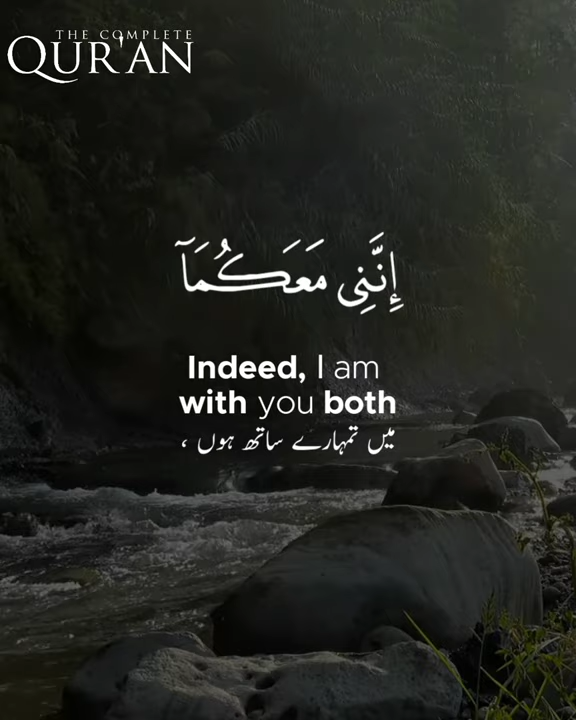 THE COMPLETE
QUR'AN
إِنَّنِى مَعَكُمَآ
Indeed, I am
with you both
میں تمہارے ساتھ ہوں ،